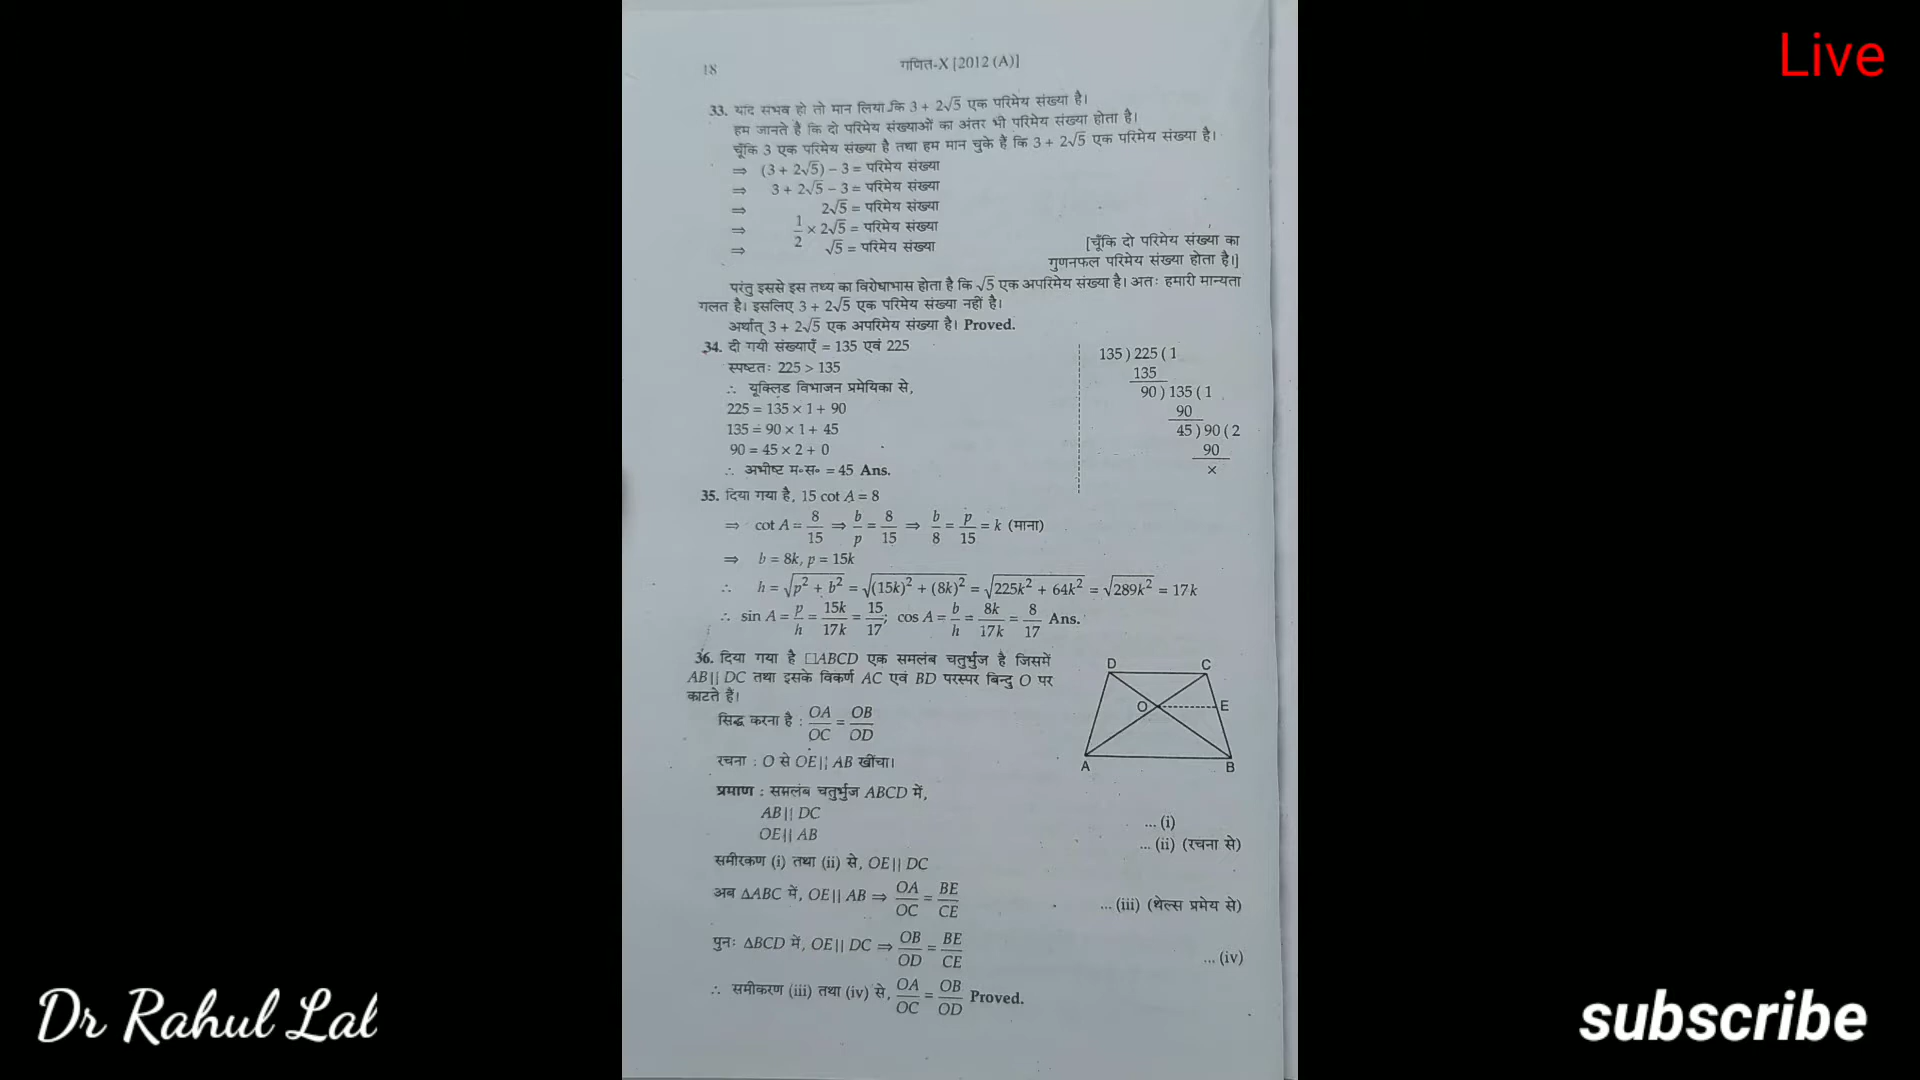 Live
18
गणित-X [2012 (A)]
33. यदि संभव हो तो मान लिया कि 3 + 2√5 एक परिमेय संख्या है।
हम जानते हैं कि दो परिमेय संख्याओं का अंतर भी परिमेय संख्या होता है।
चूँकि 3 एक परिमेय संख्या है तथा हम मान चुके हैं कि 3 + 2√5 एक परिमेय संख्या है।
⇒ (3 + 2√5) – 3 = परिमेय संख्या
⇒ 3 + 2√5 – 3 = परिमेय संख्या
⇒ 2√5 = परिमेय संख्या
⇒ 1/2 × 2√5 = परिमेय संख्या
⇒ √5 = परिमेय संख्या [चूँकि दो परिमेय संख्या का
गुणनफल परिमेय संख्या होता है।]
परंतु इससे इस तथ्य का विरोधाभास होता है कि √5 एक अपरिमेय संख्या है। अतः हमारी मान्यता
गलत है। इसलिए 3 + 2√5 एक परिमेय संख्या नहीं है।
अर्थात् 3 + 2√5 एक अपरिमेय संख्या है। Proved.
34. दी गयी संख्याएँ = 135 एवं 225
स्पष्टतः 225 > 135
∴ यूक्लिड विभाजन प्रमेयिका से,
225 = 135 × 1 + 90
135 = 90 × 1 + 45
90 = 45 × 2 + 0
∴ अभीष्ट म॰स॰ = 45 Ans.
135 ) 225 ( 1
135
90 ) 135 ( 1
90
45 ) 90 ( 2
90
×
35. दिया गया है, 15 cot A = 8
⇒ cot A = 8/15 ⇒ b/p = 8/15 ⇒ b/8 = p/15 = k (माना)
⇒ b = 8k, p = 15k
∴ h = √(p² + b²) = √((15k)² + (8k)²) = √(225k² + 64k²) = √(289k²) = 17k
∴ sin A = p/h = 15k/17k = 15/17; cos A = b/h = 8k/17k = 8/17 Ans.
36. दिया गया है □ABCD एक समलंब चतुर्भुज है जिसमें
AB || DC तथा इसके विकर्ण AC एवं BD परस्पर बिन्दु O पर
काटते हैं।
सिद्ध करना है : OA/OC = OB/OD
रचना : O से OE || AB खींचा।
D C
O E
A B
प्रमाण : समलंब चतुर्भुज ABCD में,
AB || DC ... (i)
OE || AB ... (ii) (रचना से)
समीरकण (i) तथा (ii) से, OE || DC
अब ΔABC में, OE || AB ⇒ OA/OC = BE/CE ... (iii) (थेल्स प्रमेय से)
पुनः ΔBCD में, OE || DC ⇒ OB/OD = BE/CE ... (iv)
∴ समीकरण (iii) तथा (iv) से, OA/OC = OB/OD Proved.
Dr Rahul Lal
subscribe